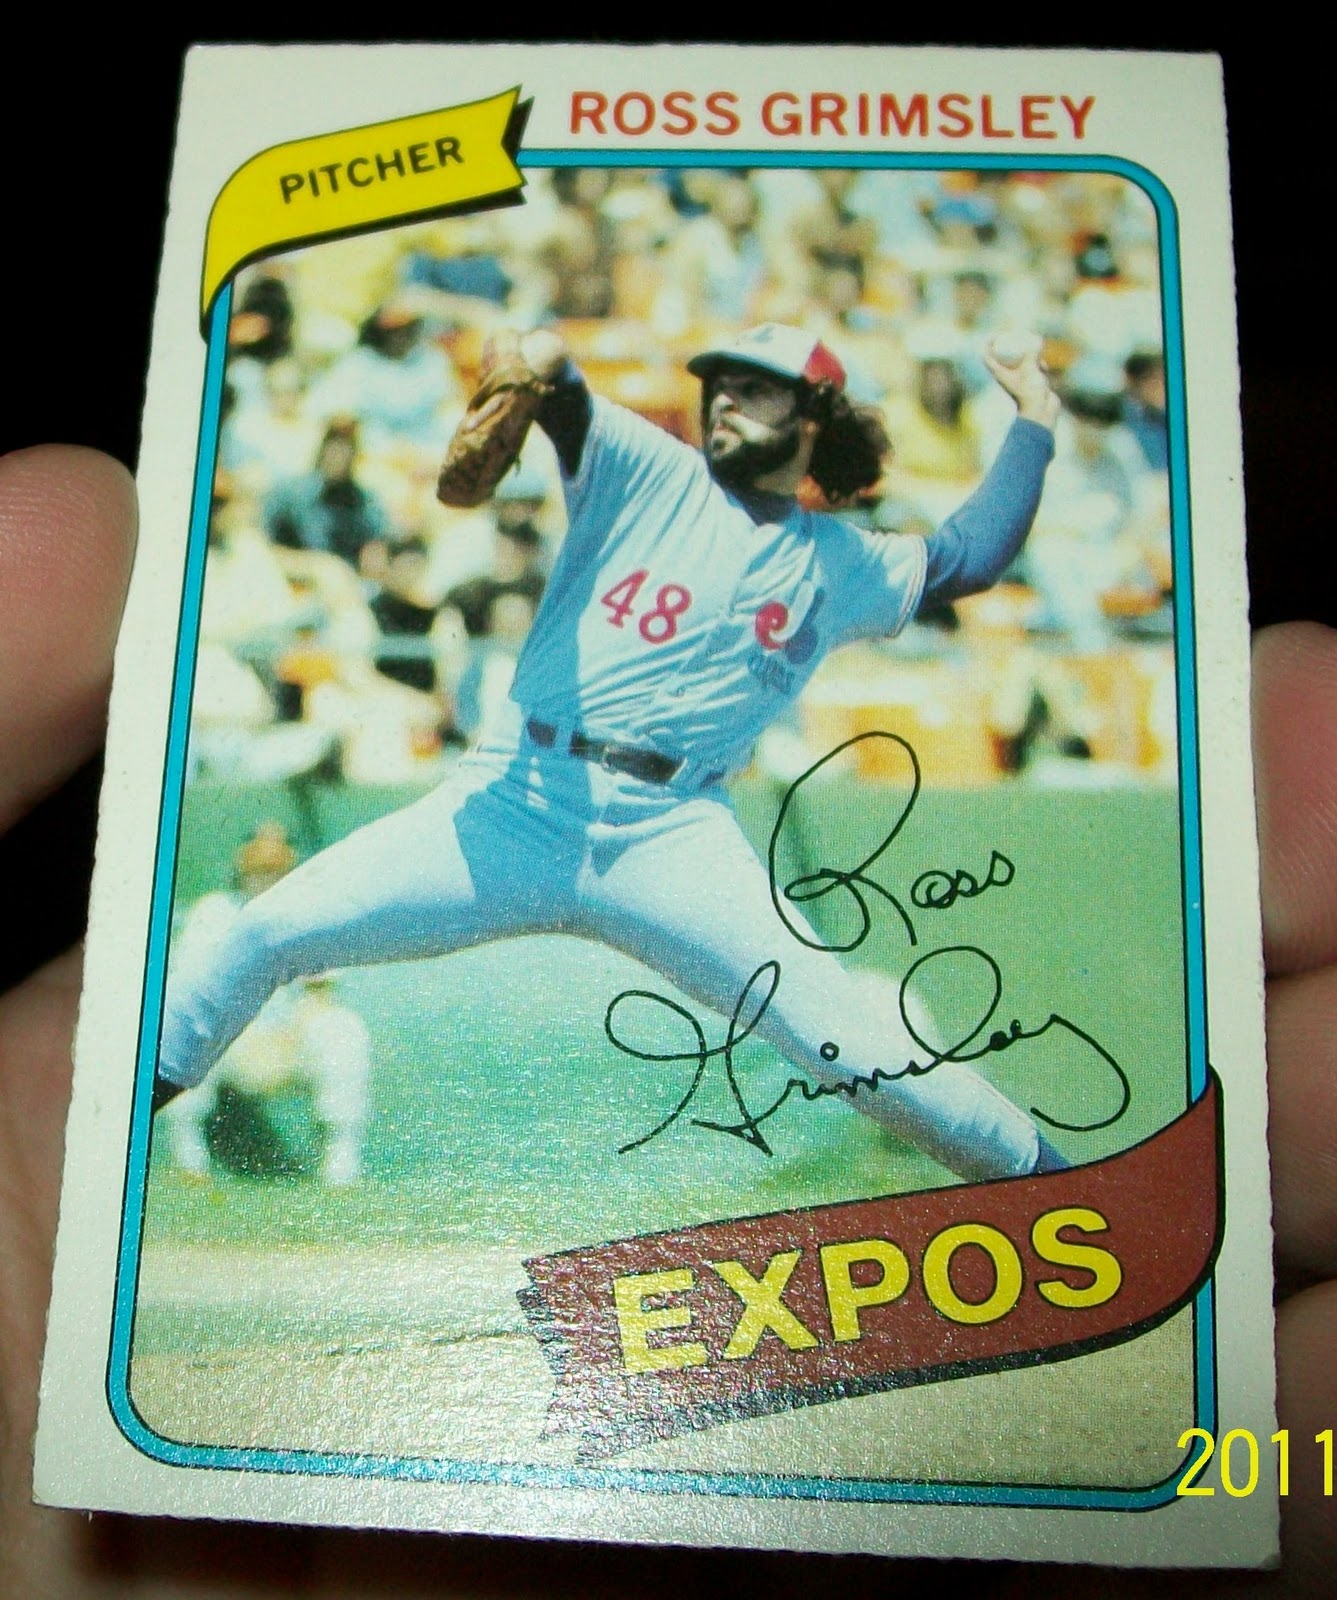 ROSS GRIMSLEY
PITCHER
48
e
Ross
Grimsley
EXPOS
2011